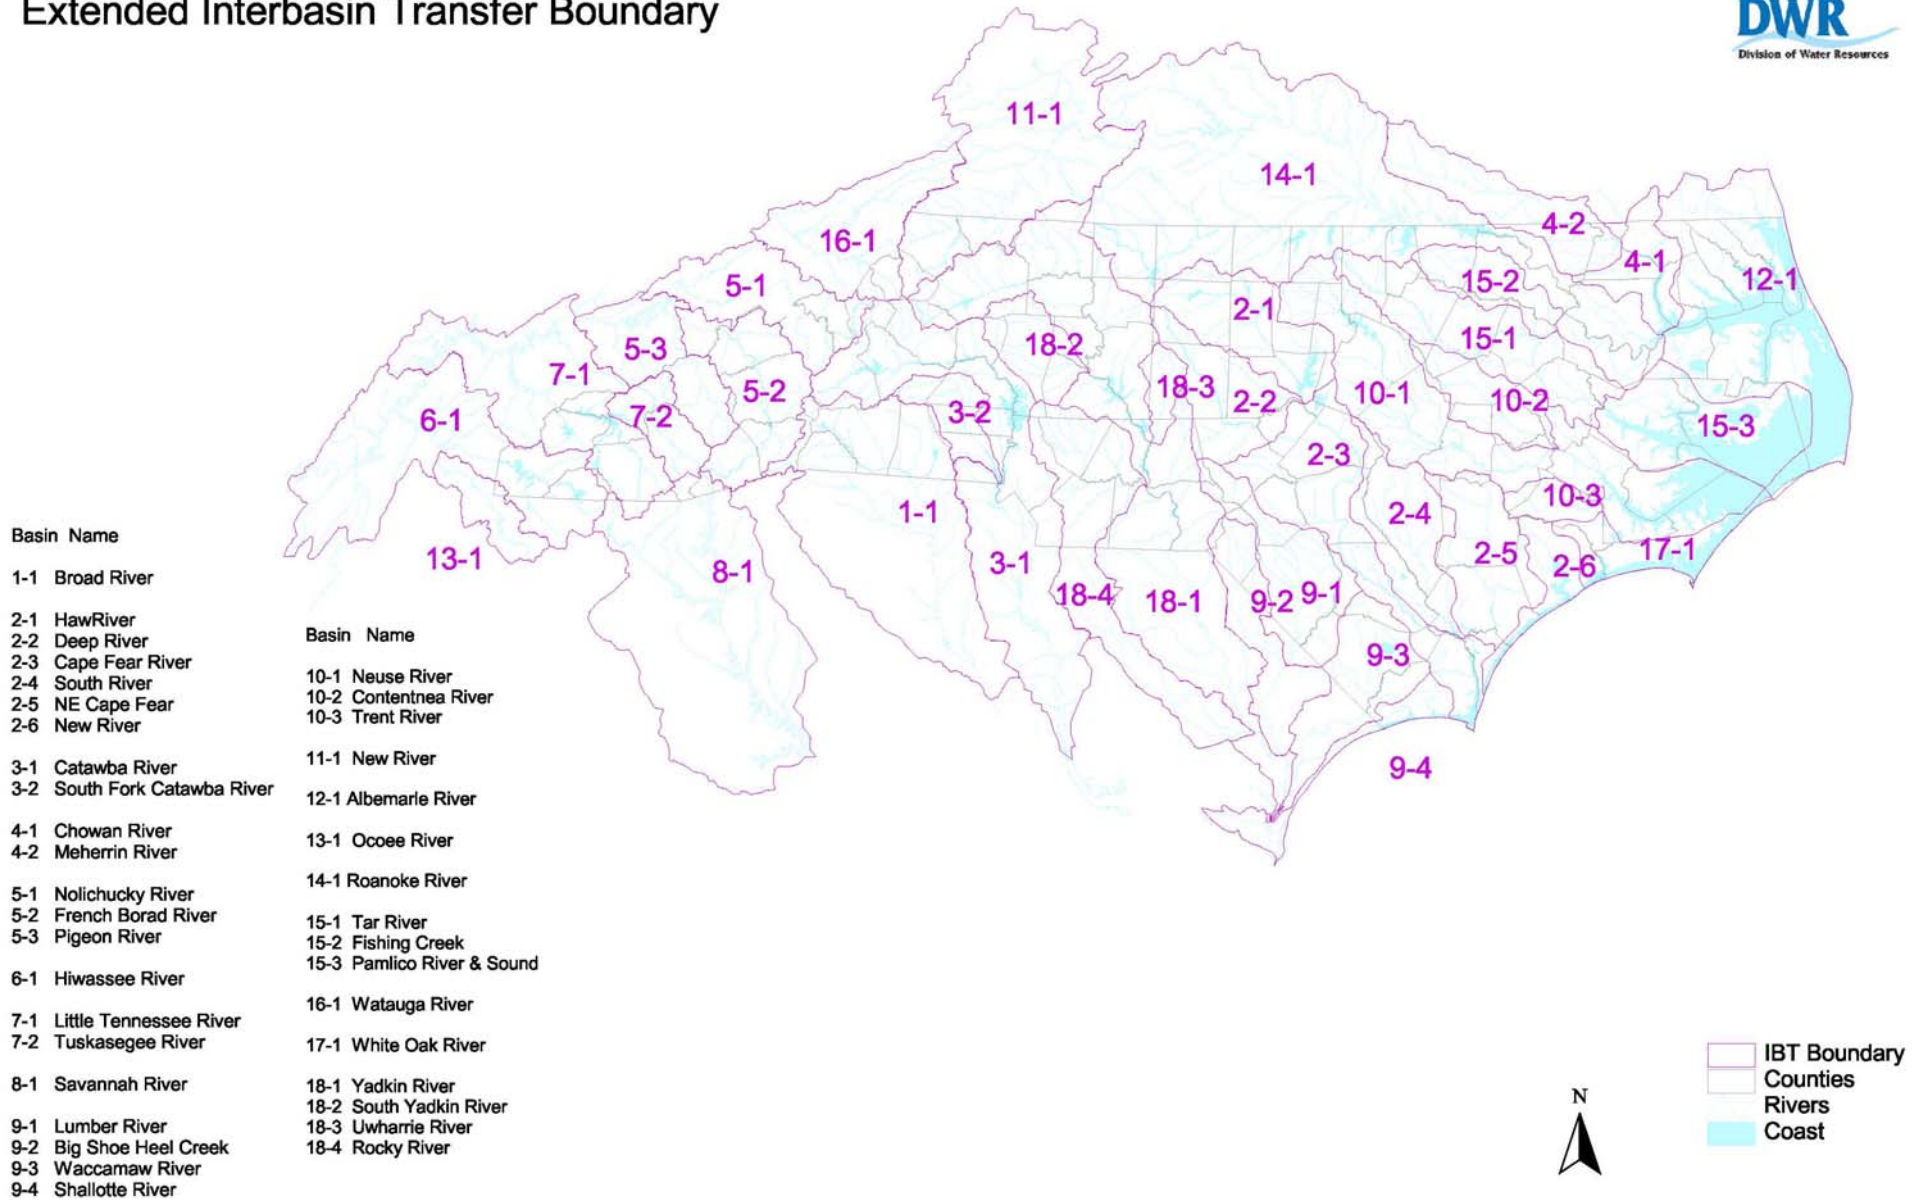 Extended Interbasin Transfer Boundary
DWR
Division of Water Resources
11-1
14-1
4-2
16-1
4-1
5-1
15-2
12-1
2-1
15-1
5-3
18-2
7-1
5-2
18-3
2-2
10-1
10-2
6-1
7-2
3-2
15-3
2-3
10-3
1-1
2-4
13-1
8-1
3-1
2-5
2-6
17-1
18-4
18-1
9-2
9-1
9-3
9-4
Basin Name
1-1 Broad River
2-1 HawRiver
2-2 Deep River
2-3 Cape Fear River
2-4 South River
2-5 NE Cape Fear
2-6 New River
3-1 Catawba River
3-2 South Fork Catawba River
4-1 Chowan River
4-2 Meherrin River
5-1 Nolichucky River
5-2 French Borad River
5-3 Pigeon River
6-1 Hiwassee River
7-1 Little Tennessee River
7-2 Tuskasegee River
8-1 Savannah River
9-1 Lumber River
9-2 Big Shoe Heel Creek
9-3 Waccamaw River
9-4 Shallotte River
Basin Name
10-1 Neuse River
10-2 Contentnea River
10-3 Trent River
11-1 New River
12-1 Albemarle River
13-1 Ocoee River
14-1 Roanoke River
15-1 Tar River
15-2 Fishing Creek
15-3 Pamlico River & Sound
16-1 Watauga River
17-1 White Oak River
18-1 Yadkin River
18-2 South Yadkin River
18-3 Uwharrie River
18-4 Rocky River
N
IBT Boundary
Counties
Rivers
Coast